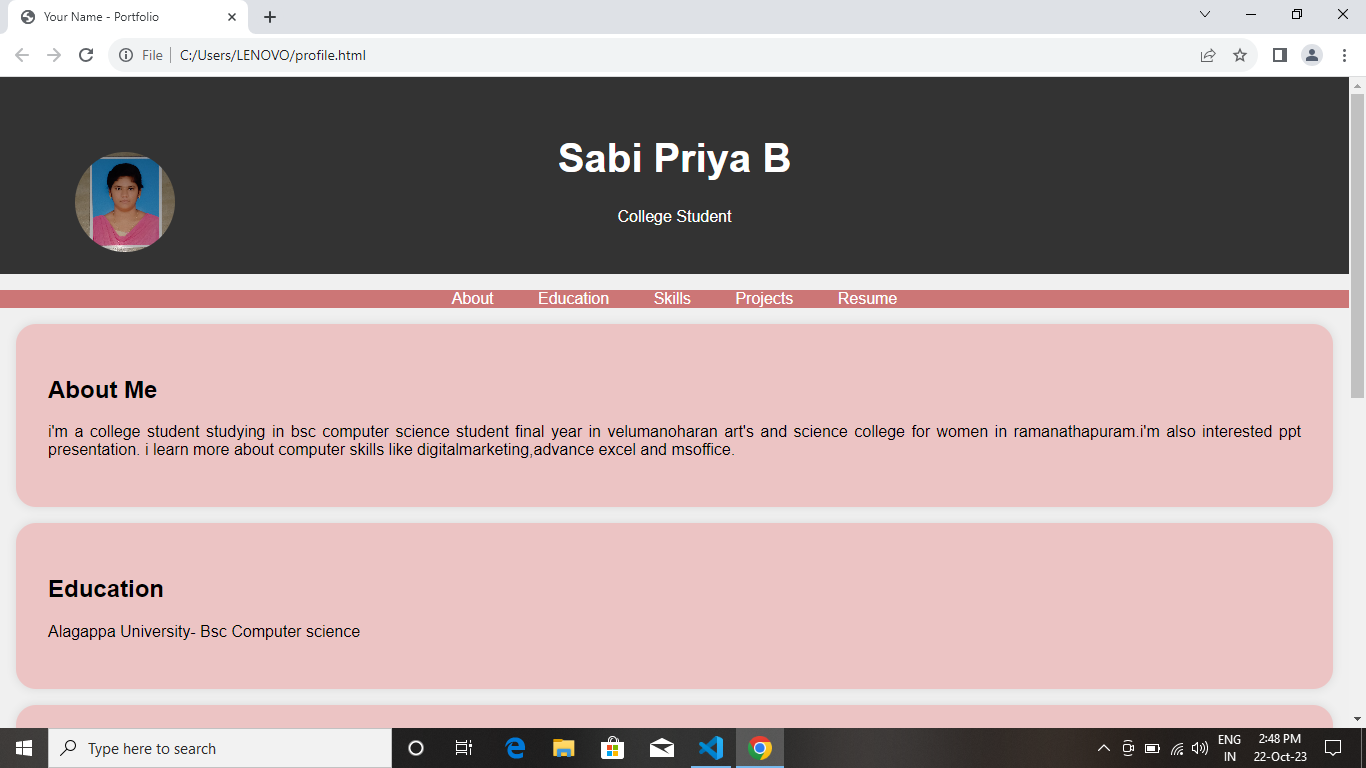 Your Name - Portfolio
File C:/Users/LENOVO/profile.html
Sabi Priya B
College Student
About Education Skills Projects Resume
About Me
i'm a college student studying in bsc computer science student final year in velumanoharan art's and science college for women in ramanathapuram.i'm also interested ppt
presentation. i learn more about computer skills like digitalmarketing,advance excel and msoffice.
Education
Alagappa University- Bsc Computer science
Type here to search
ENG
IN
2:48 PM
22-Oct-23